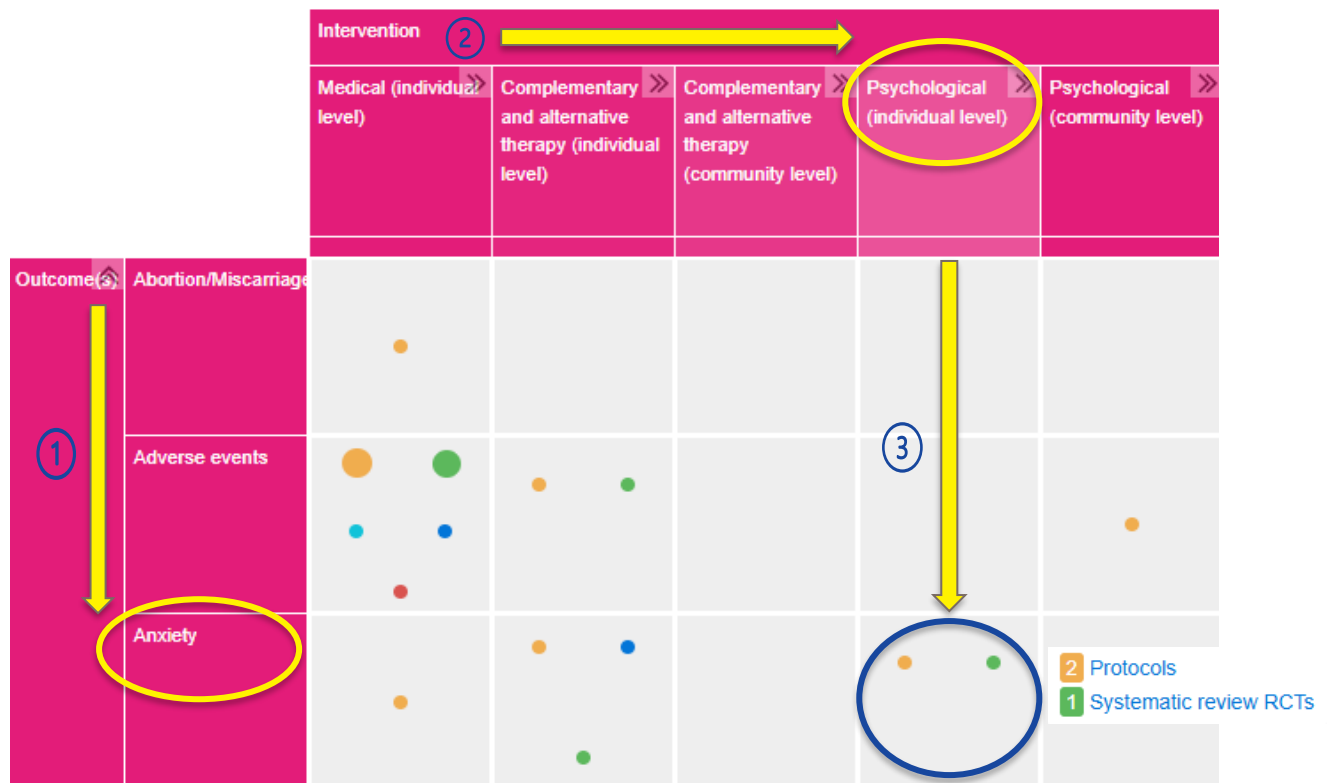 Intervention
2
Medical (individual
level)
Complementary
and alternative
therapy (individual
level)
Complementary
and alternative
therapy
(community level)
Psychological
(individual level)
Psychological
(community level)
Outcome(s)
Abortion/Miscarriage
1
Adverse events
3
Anxiety
2 Protocols
1 Systematic review RCTs